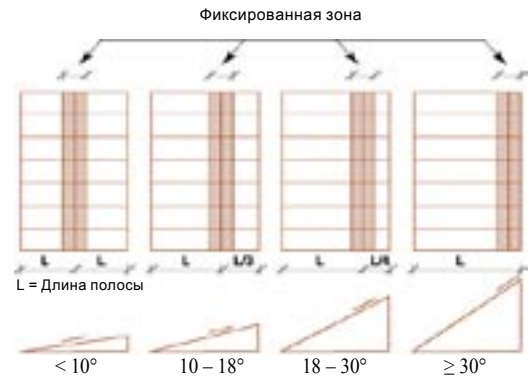 Фиксированная зона
L L L L/3 L L/4 L
L = Длина полосы
< 10° 10 – 18° 18 – 30° ≥ 30°